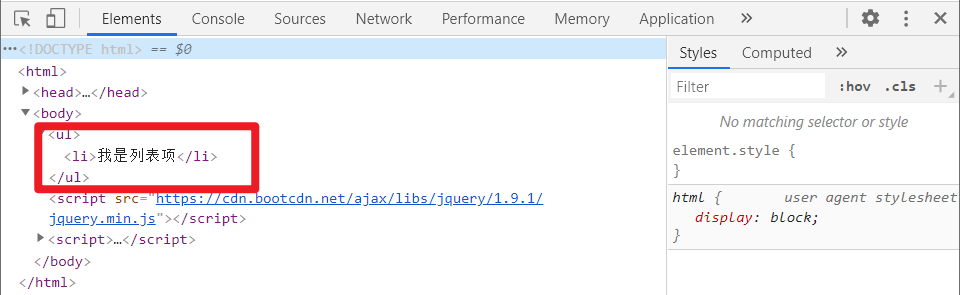 Elements Console Sources Network Performance Memory Application »
⋯<!DOCTYPE html> == $0
<html>
▶<head>…</head>
▼<body>
<ul>
<li>我是列表项</li>
</ul>
<script src="https://cdn.bootcdn.net/ajax/libs/jquery/1.9.1/
jquery.min.js"></script>
▶<script>…</script>
</body>
</html>
Styles Computed »
Filter :hov .cls +
No matching selector or style
element.style {
}
html { user agent stylesheet
display: block;
}